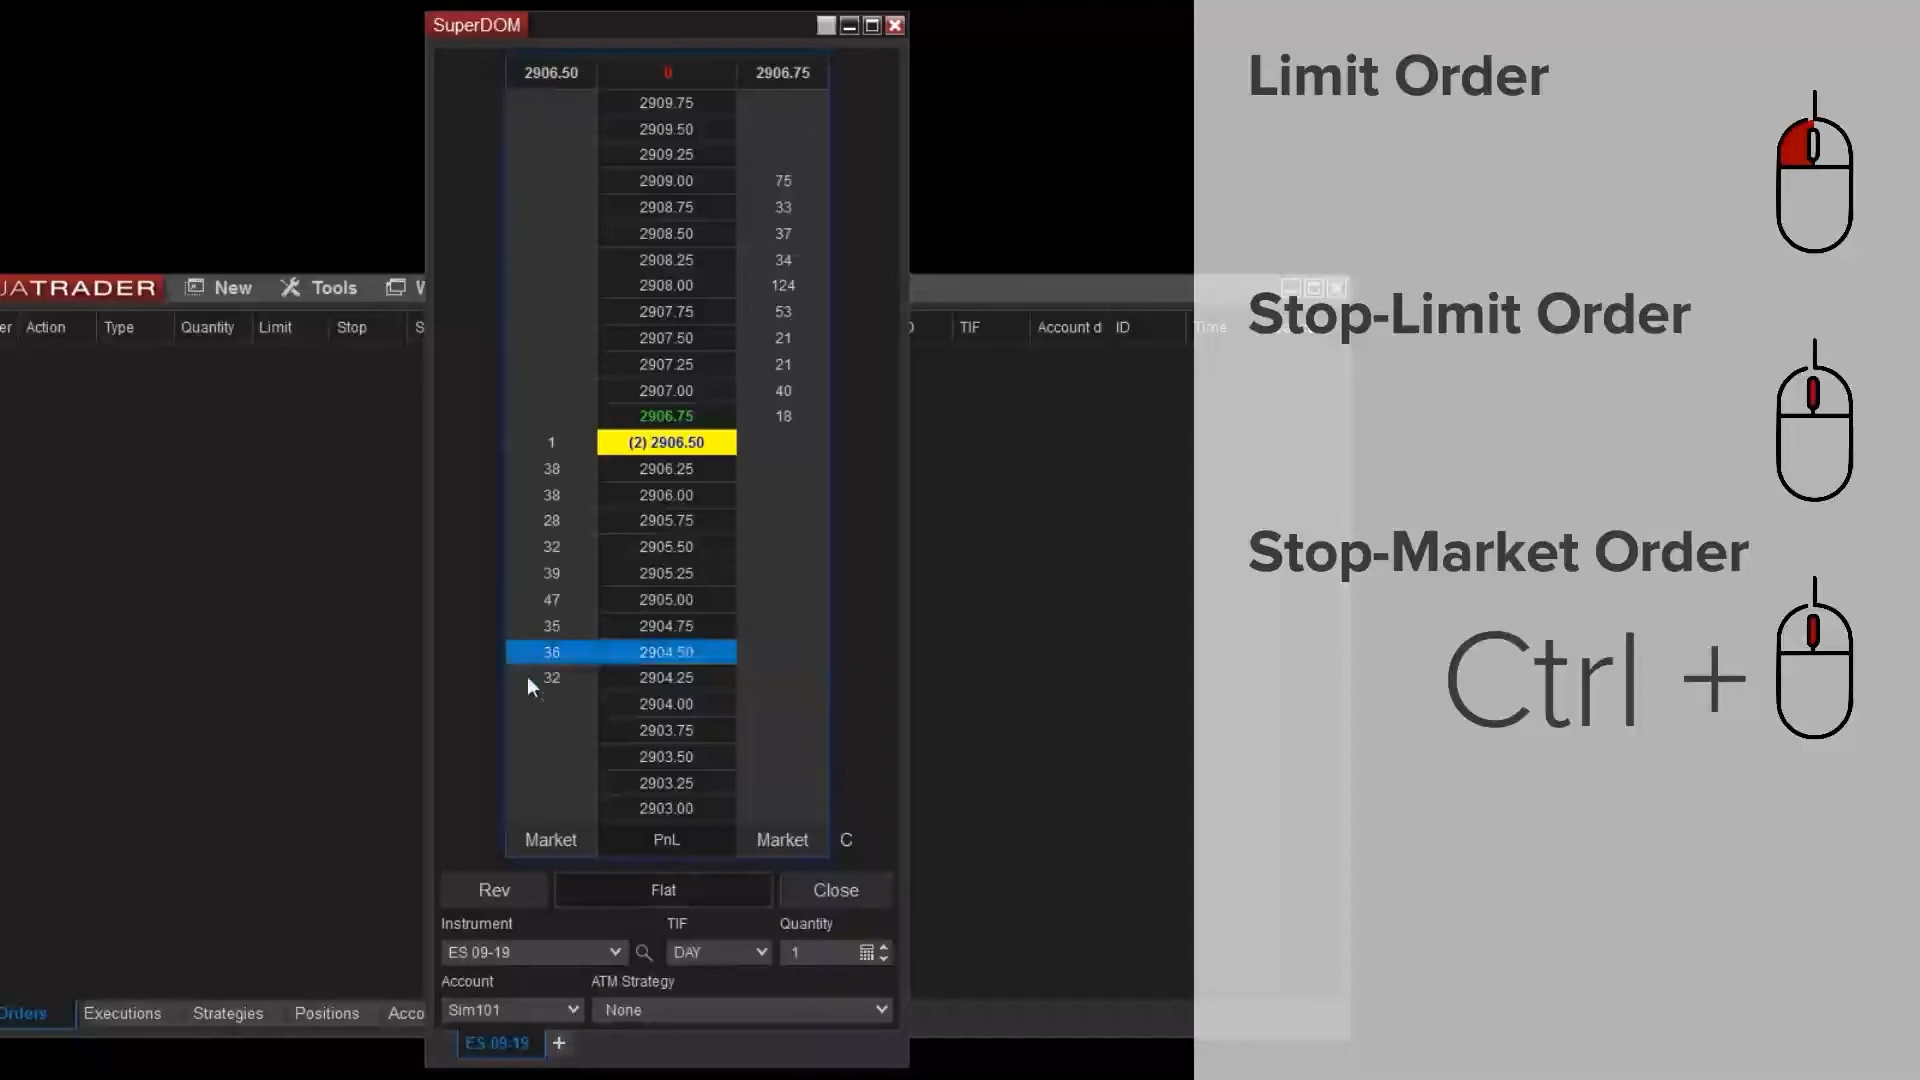 SuperDOM
2906.50 0 2906.75
2909.75
2909.50
2909.25
2909.00 75
2908.75 33
2908.50 37
2908.25 34
2908.00 124
2907.75 53
2907.50 21
2907.25 21
2907.00 40
2906.75 18
1 (2) 2906.50
38 2906.25
38 2906.00
28 2905.75
32 2905.50
39 2905.25
47 2905.00
35 2904.75
36 2904.50
32 2904.25
2904.00
2903.75
2903.50
2903.25
2903.00
Market PnL Market C
Rev Flat Close
Instrument TIF Quantity
ES 09-19 DAY 1
Account ATM Strategy
Sim101 None
ES 09-19 +
JATRADER New Tools
er Action Type Quantity Limit Stop S TIF Account d ID Time
Orders Executions Strategies Positions Acco
Limit Order
Stop-Limit Order
Stop-Market Order
Ctrl +